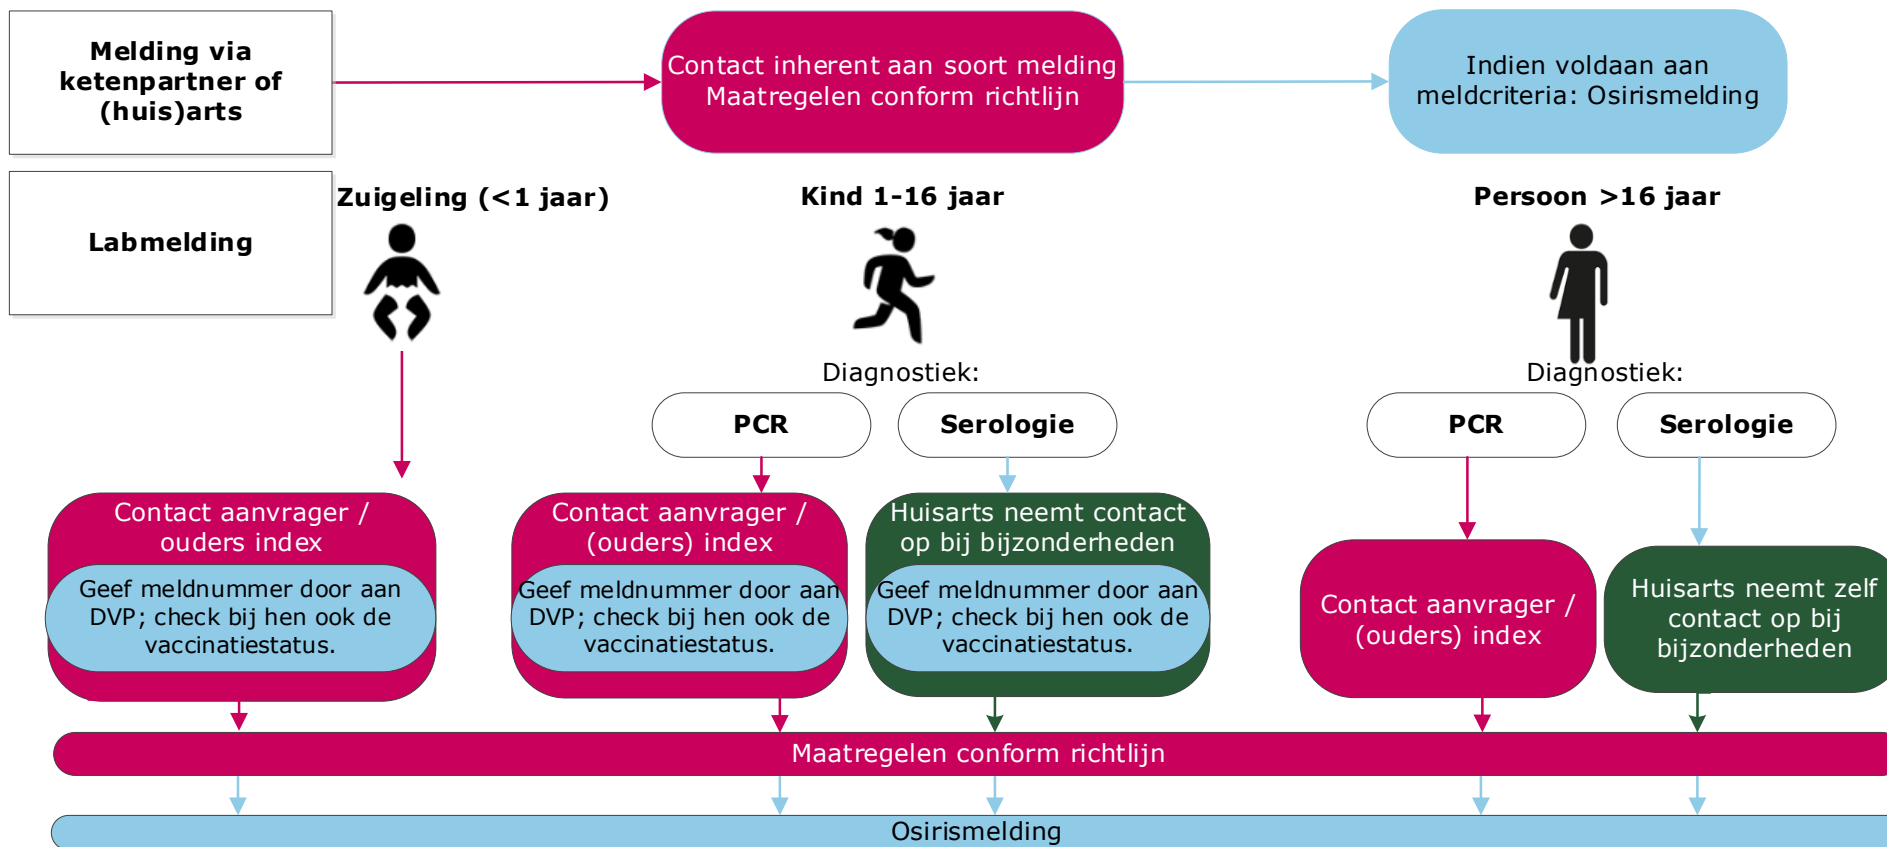 Melding via
ketenpartner of
(huis)arts
Contact inherent aan soort melding
Maatregelen conform richtlijn
Indien voldaan aan
meldcriteria: Osirismelding
Labmelding
Zuigeling (<1 jaar)
Kind 1-16 jaar
Persoon >16 jaar
Diagnostiek:
Diagnostiek:
PCR
Serologie
PCR
Serologie
Contact aanvrager /
ouders index
Geef meldnummer door aan
DVP; check bij hen ook de
vaccinatiestatus.
Contact aanvrager /
(ouders) index
Geef meldnummer door aan
DVP; check bij hen ook de
vaccinatiestatus.
Huisarts neemt contact
op bij bijzonderheden
Geef meldnummer door aan
DVP; check bij hen ook de
vaccinatiestatus.
Contact aanvrager /
(ouders) index
Huisarts neemt zelf
contact op bij
bijzonderheden
Maatregelen conform richtlijn
Osirismelding